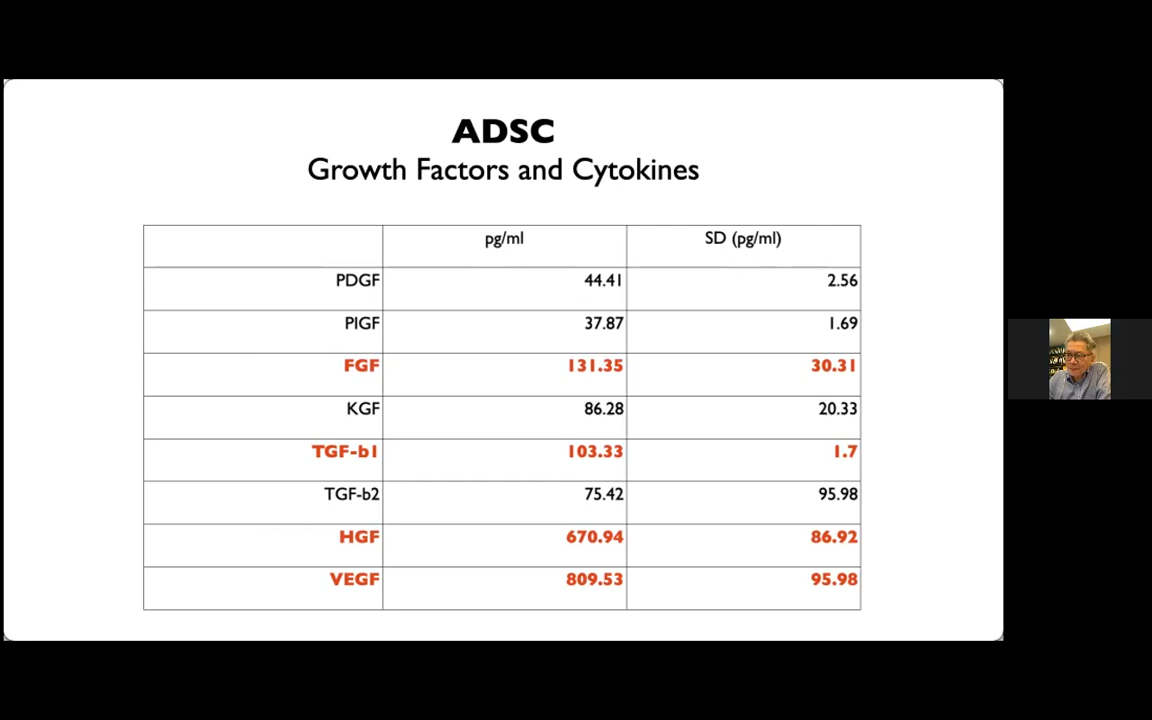 ADSC
Growth Factors and Cytokines
pg/ml SD (pg/ml)
PDGF 44.41 2.56
PIGF 37.87 1.69
FGF 131.35 30.31
KGF 86.28 20.33
TGF-b1 103.33 1.7
TGF-b2 75.42 95.98
HGF 670.94 86.92
VEGF 809.53 95.98